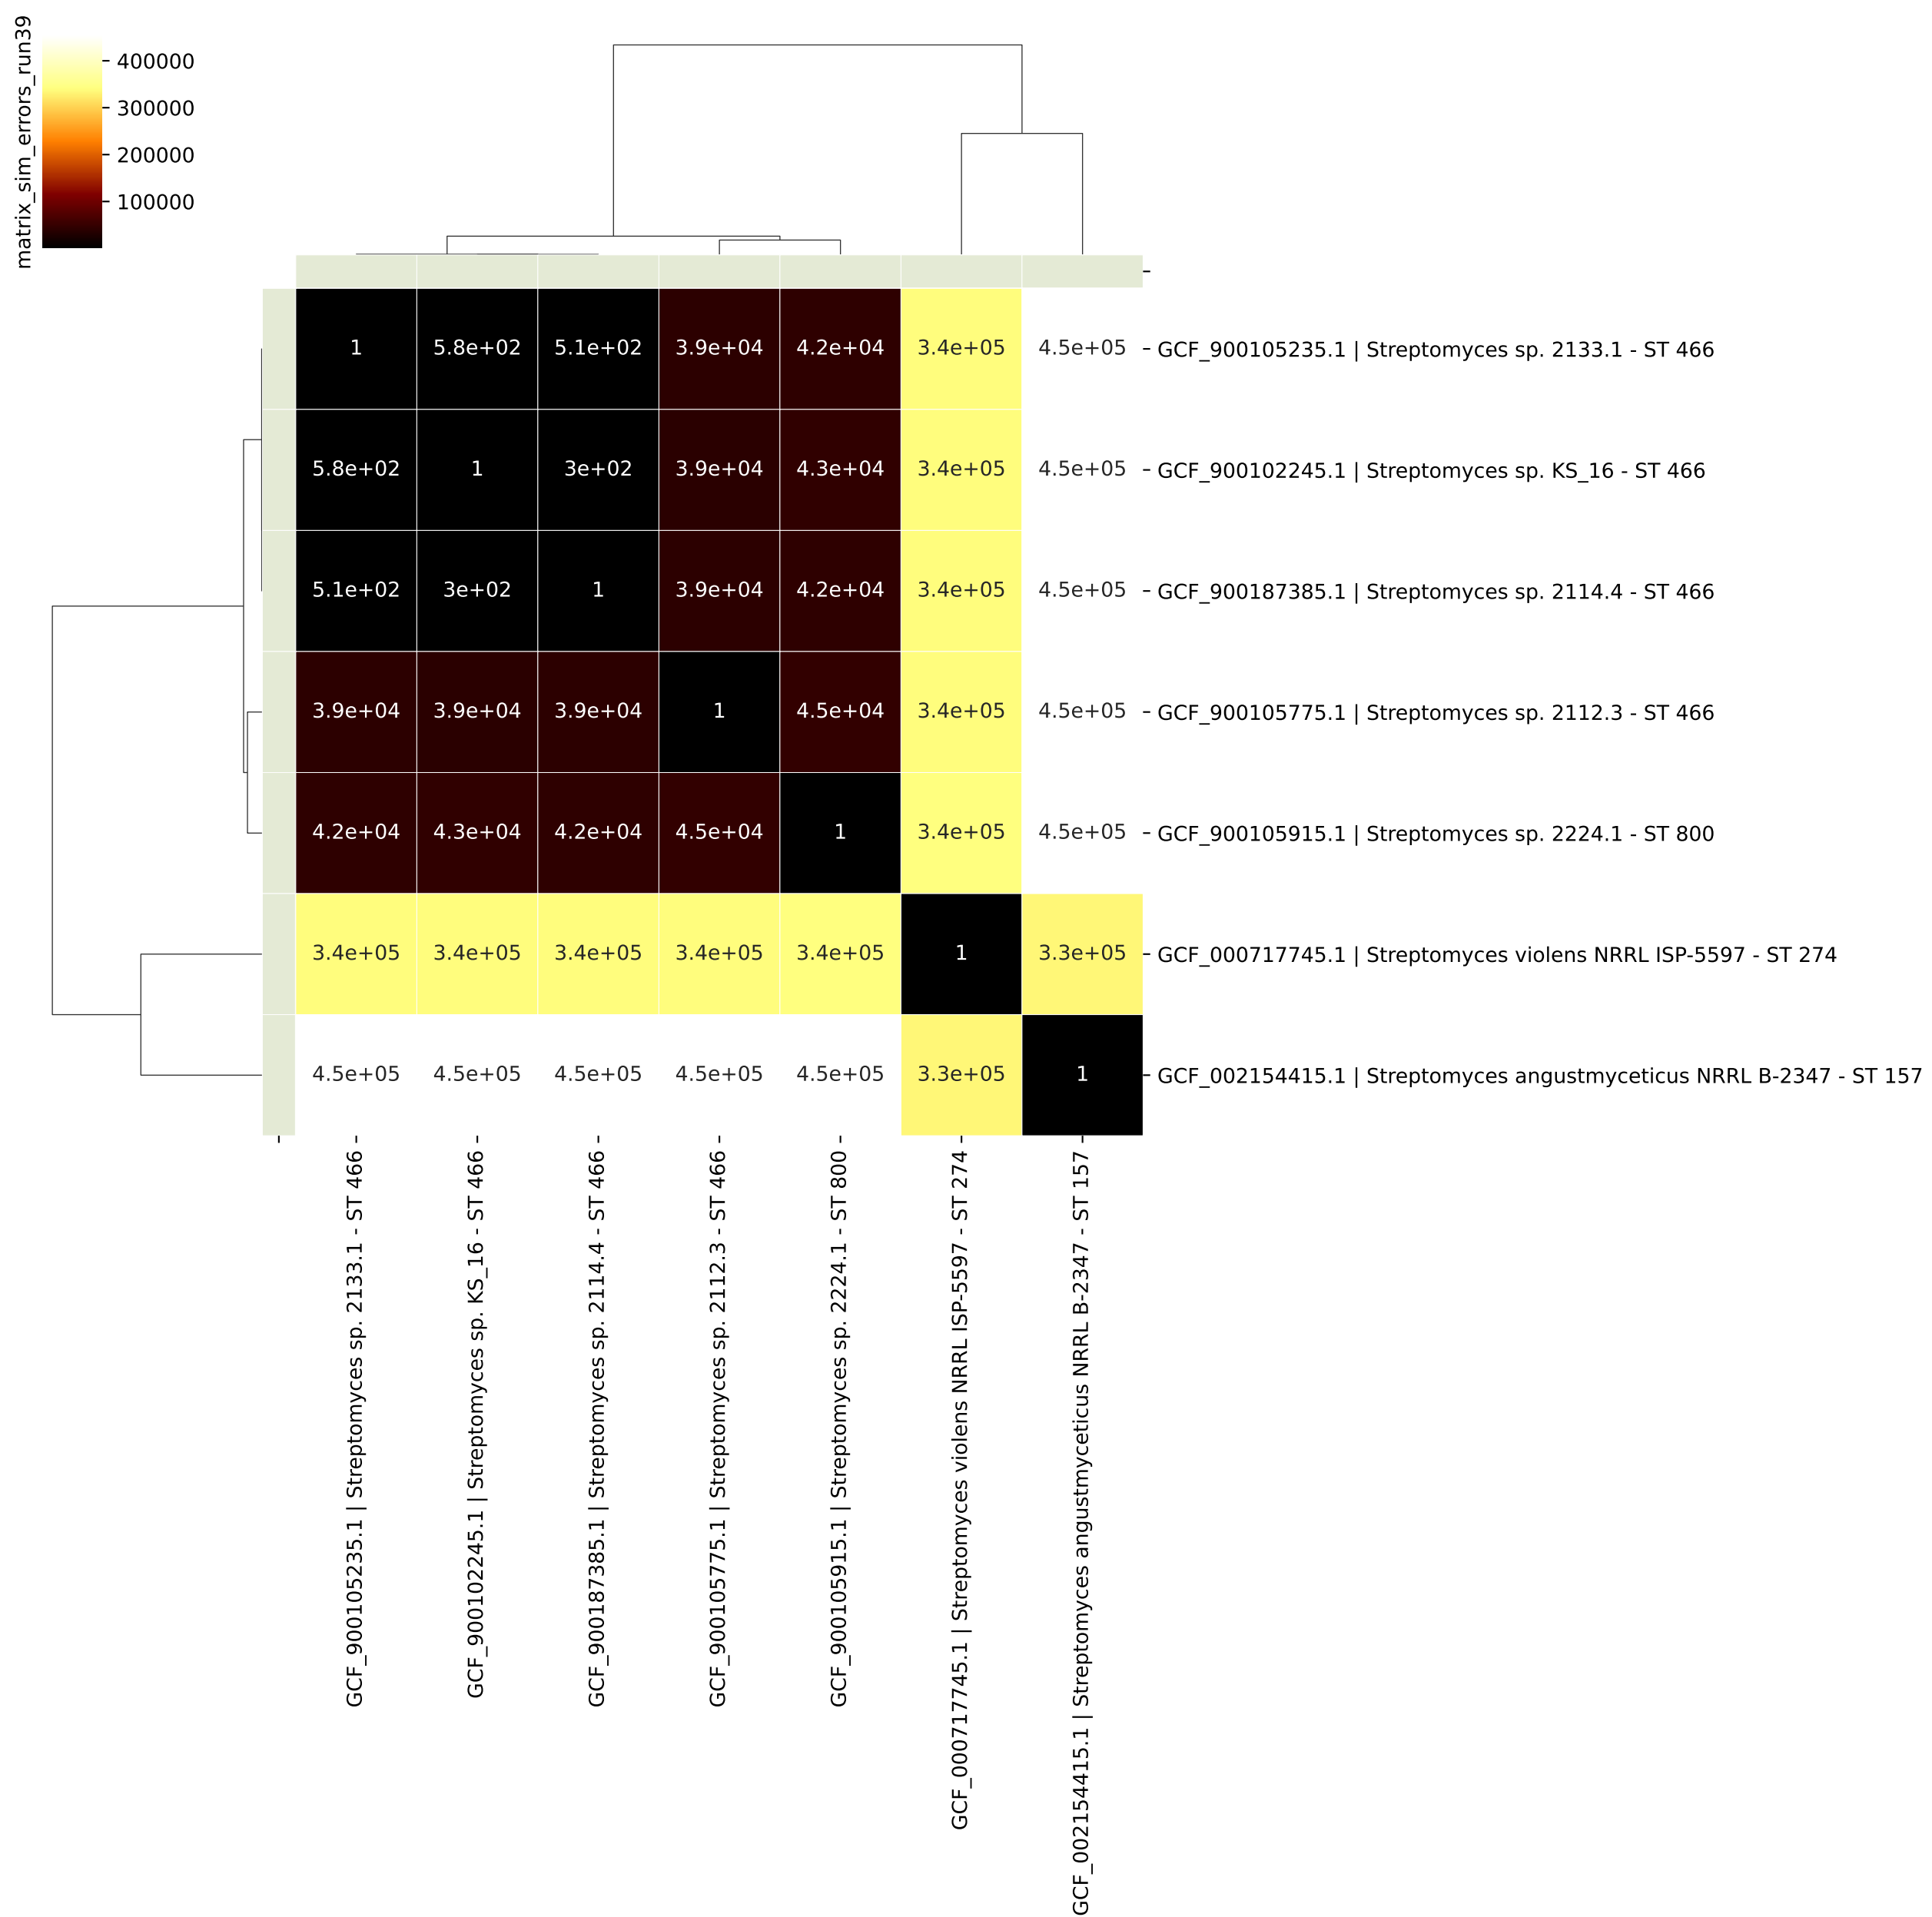 matrix_sim_errors_run39
400000
300000
200000
100000
1 5.8e+02 5.1e+02 3.9e+04 4.2e+04 3.4e+05 4.5e+05 GCF_900105235.1 | Streptomyces sp. 2133.1 - ST 466
5.8e+02 1 3e+02 3.9e+04 4.3e+04 3.4e+05 4.5e+05 GCF_900102245.1 | Streptomyces sp. KS_16 - ST 466
5.1e+02 3e+02 1 3.9e+04 4.2e+04 3.4e+05 4.5e+05 GCF_900187385.1 | Streptomyces sp. 2114.4 - ST 466
3.9e+04 3.9e+04 3.9e+04 1 4.5e+04 3.4e+05 4.5e+05 GCF_900105775.1 | Streptomyces sp. 2112.3 - ST 466
4.2e+04 4.3e+04 4.2e+04 4.5e+04 1 3.4e+05 4.5e+05 GCF_900105915.1 | Streptomyces sp. 2224.1 - ST 800
3.4e+05 3.4e+05 3.4e+05 3.4e+05 3.4e+05 1 3.3e+05 GCF_000717745.1 | Streptomyces violens NRRL ISP-5597 - ST 274
4.5e+05 4.5e+05 4.5e+05 4.5e+05 4.5e+05 3.3e+05 1 GCF_002154415.1 | Streptomyces angustmyceticus NRRL B-2347 - ST 157
GCF_900105235.1 | Streptomyces sp. 2133.1 - ST 466
GCF_900102245.1 | Streptomyces sp. KS_16 - ST 466
GCF_900187385.1 | Streptomyces sp. 2114.4 - ST 466
GCF_900105775.1 | Streptomyces sp. 2112.3 - ST 466
GCF_900105915.1 | Streptomyces sp. 2224.1 - ST 800
GCF_000717745.1 | Streptomyces violens NRRL ISP-5597 - ST 274
GCF_002154415.1 | Streptomyces angustmyceticus NRRL B-2347 - ST 157